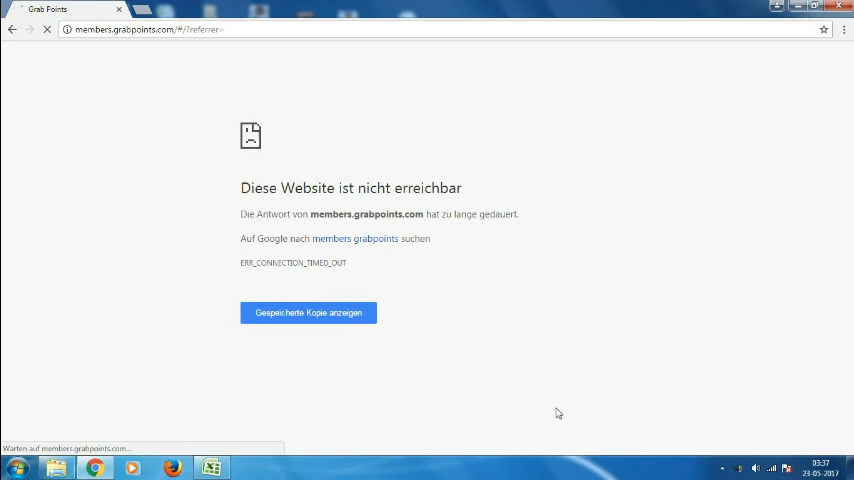 Grab Points
members.grabpoints.com/#/?referrer=
Diese Website ist nicht erreichbar
Die Antwort von members.grabpoints.com hat zu lange gedauert.
Auf Google nach members grabpoints suchen
ERR_CONNECTION_TIMED_OUT
Gespeicherte Kopie anzeigen
Warten auf members.grabpoints.com...
03:37
23-05-2017